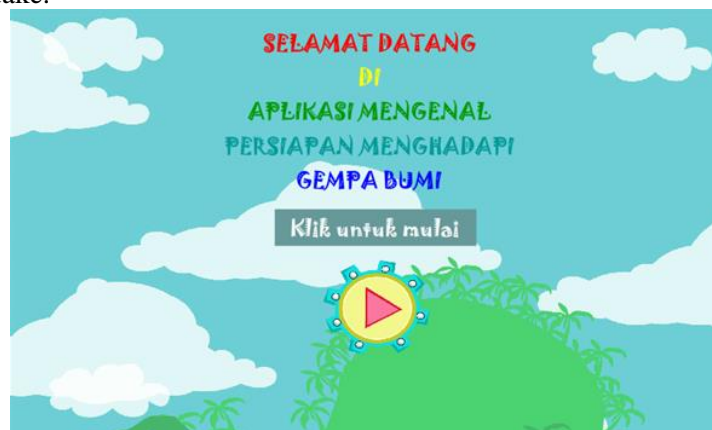 SELAMAT DATANG
DI
APLIKASI MENGENAL
PERSIAPAN MENGHADAPI
GEMPA BUMI
Klik untuk mulai